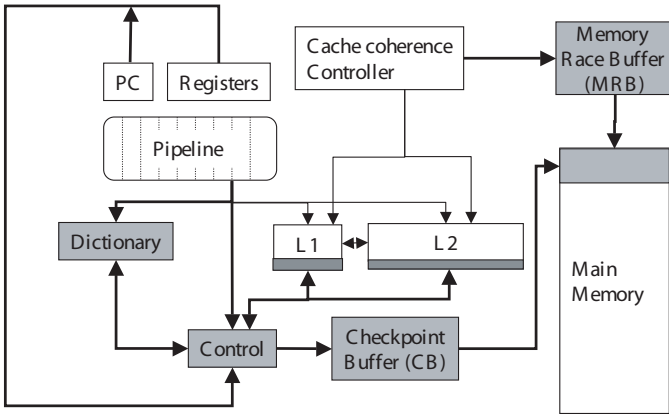 Cache coherence
Controller
Memory
Race Buffer
(MRB)
PC
Registers
Pipeline
Dictionary
L1
L2
Main
Memory
Control
Checkpoint
Buffer (CB)